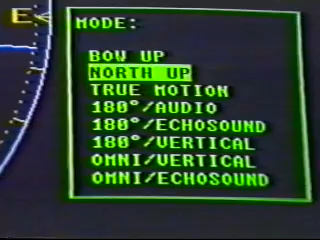 E
MODE:
BOW UP
NORTH UP
TRUE MOTION
180°/AUDIO
180°/ECHOSOUND
180°/VERTICAL
OMNI/VERTICAL
OMNI/ECHOSOUND